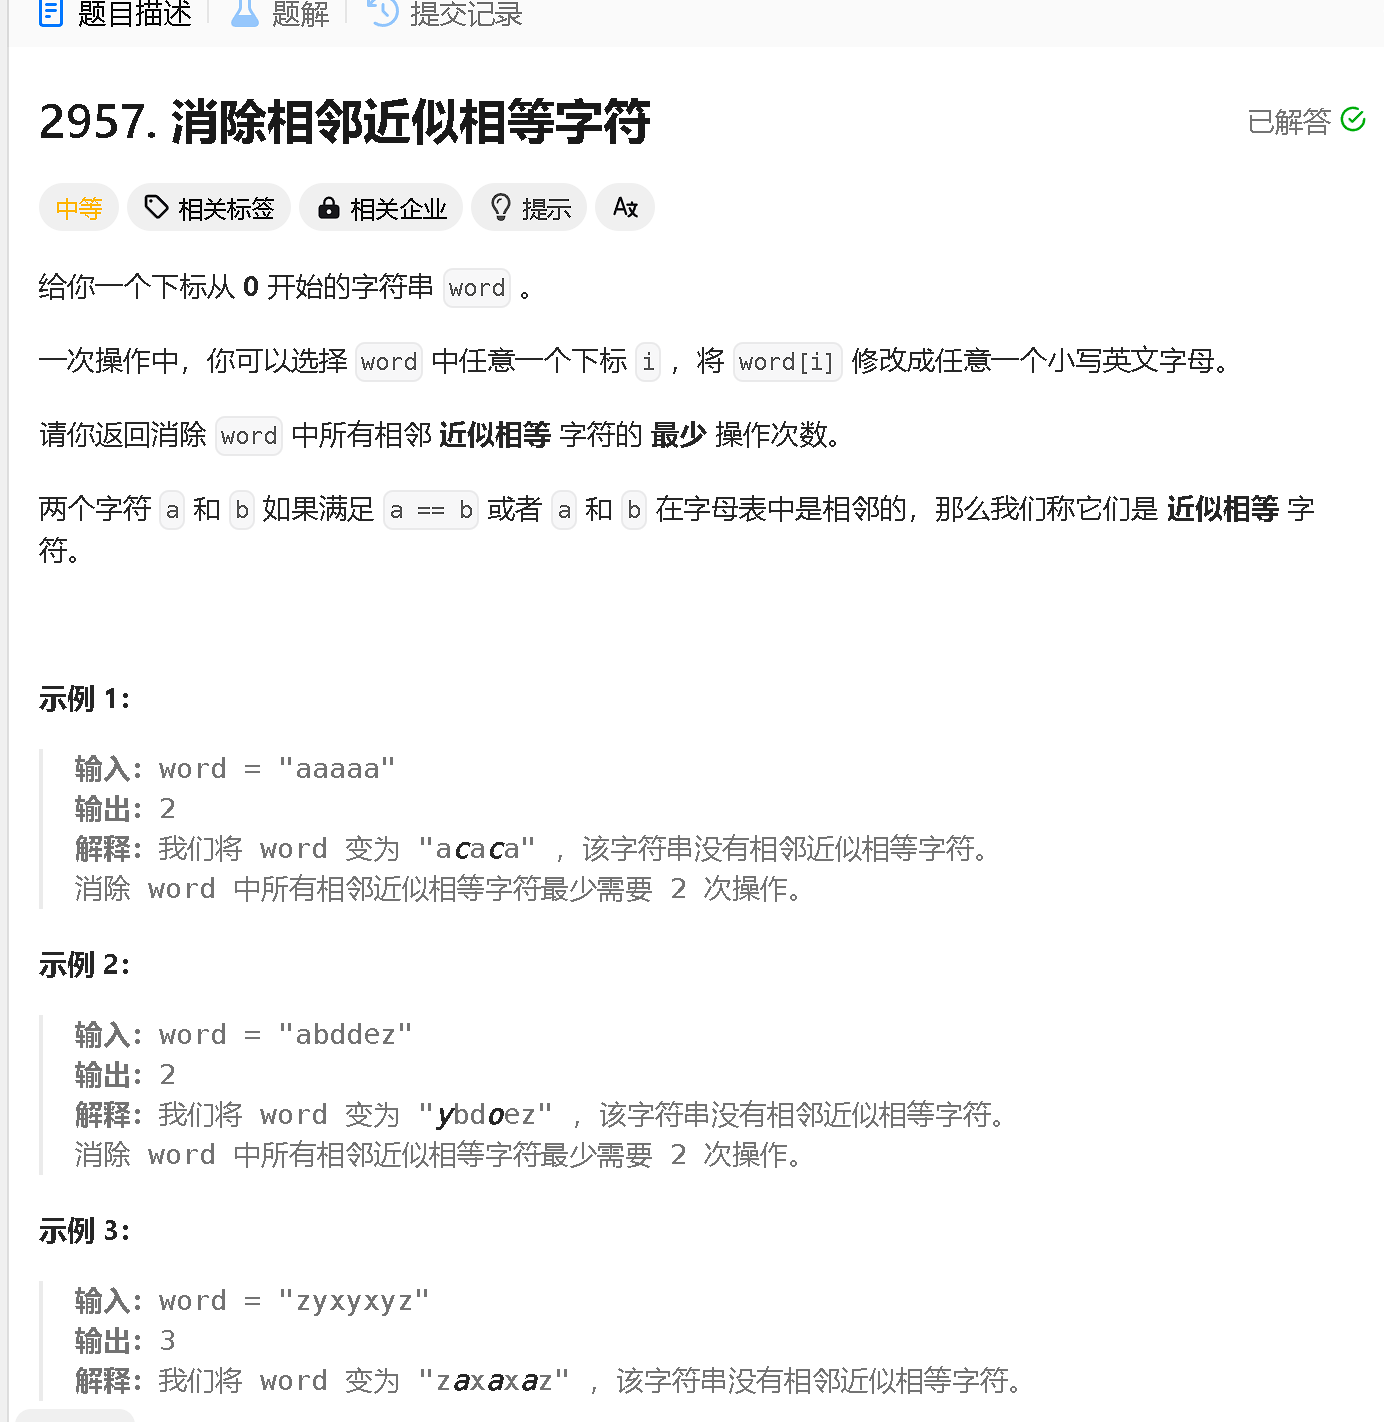 题目描述 题解 提交记录
2957. 消除相邻近似相等字符 已解答
中等 相关标签 相关企业 提示 A文
给你一个下标从 0 开始的字符串 word 。
一次操作中，你可以选择 word 中任意一个下标 i ，将 word[i] 修改成任意一个小写英文字母。
请你返回消除 word 中所有相邻 近似相等 字符的 最少 操作次数。
两个字符 a 和 b 如果满足 a == b 或者 a 和 b 在字母表中是相邻的，那么我们称它们是 近似相等 字
符。
示例 1：
输入：word = "aaaaa"
输出：2
解释：我们将 word 变为 "acaca" ，该字符串没有相邻近似相等字符。
消除 word 中所有相邻近似相等字符最少需要 2 次操作。
示例 2：
输入：word = "abddez"
输出：2
解释：我们将 word 变为 "ybdoez" ，该字符串没有相邻近似相等字符。
消除 word 中所有相邻近似相等字符最少需要 2 次操作。
示例 3：
输入：word = "zyxyxyz"
输出：3
解释：我们将 word 变为 "zaxaxaz" ，该字符串没有相邻近似相等字符。